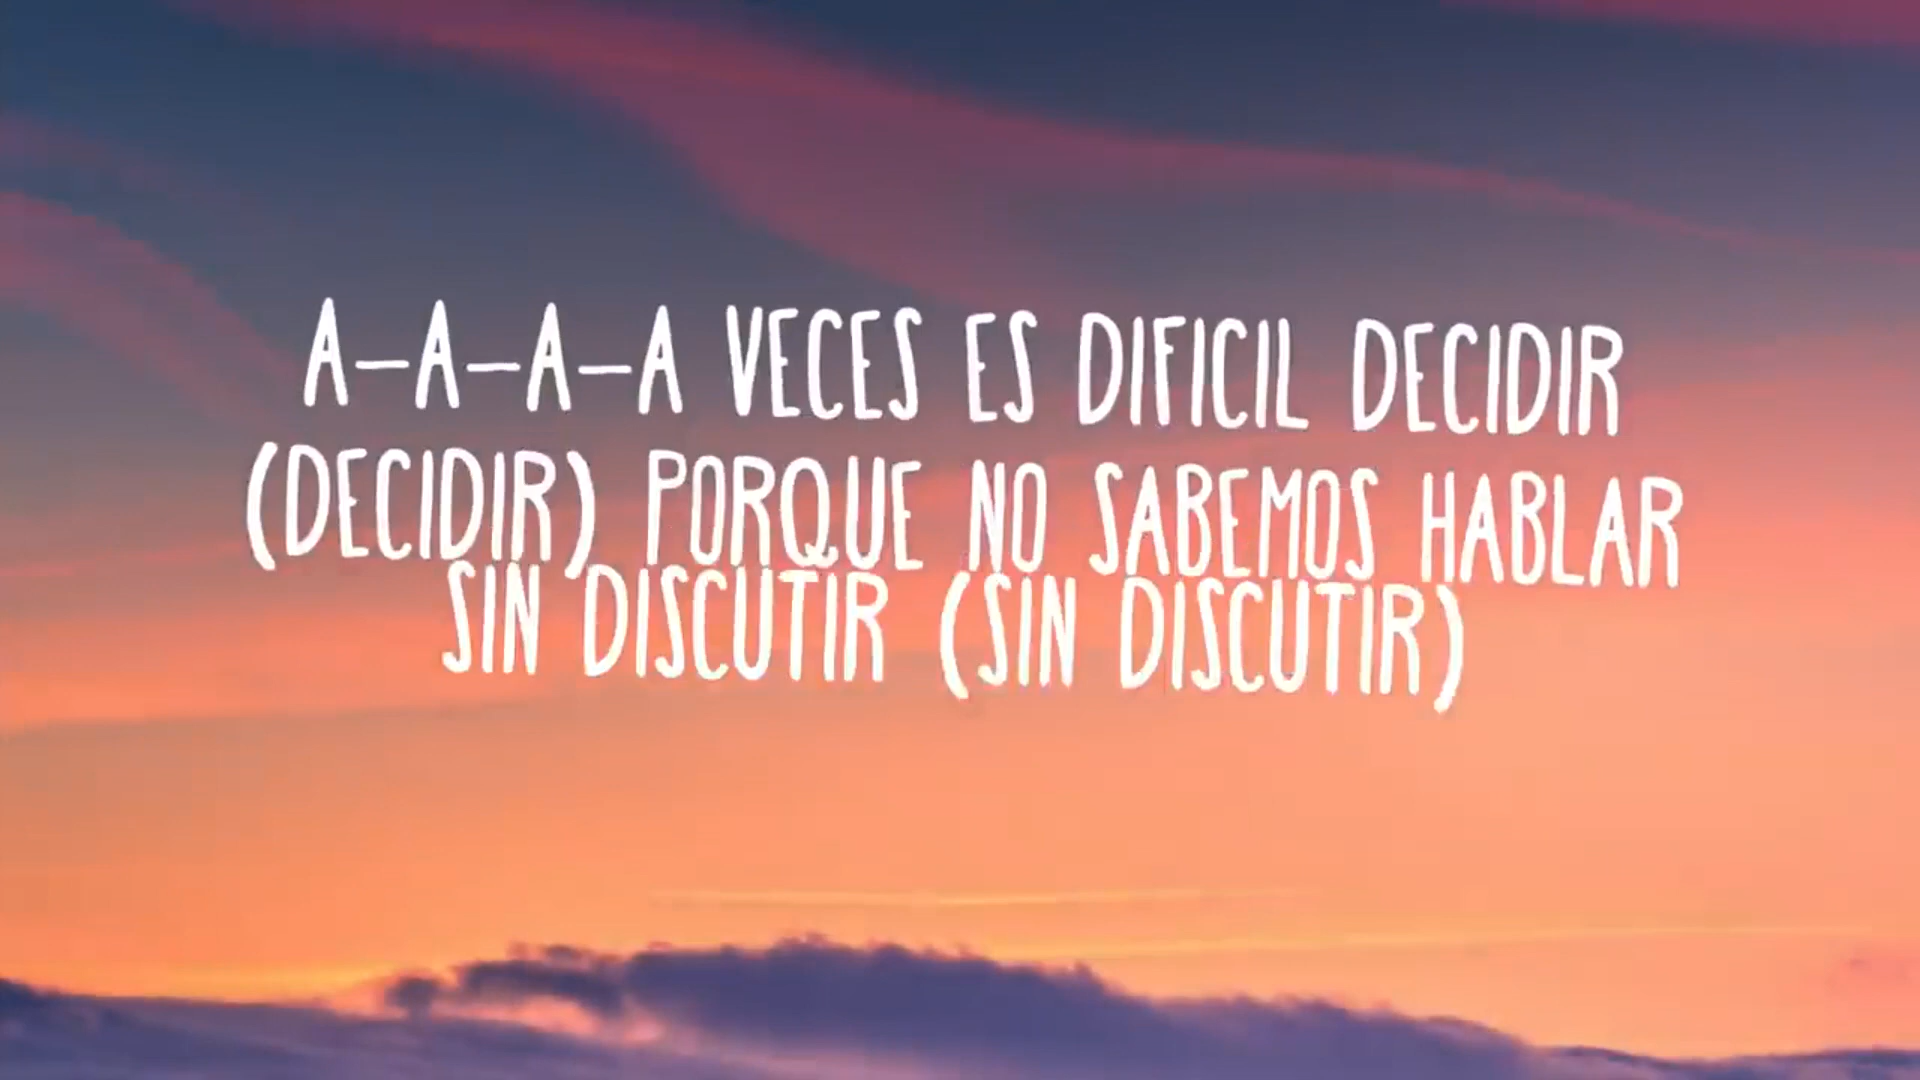 A-A-A-A VECES ES DIFICIL DECIDIR
(DECIDIR) PORQUE NO SABEMOS HABLAR
SIN DISCUTIR (SIN DISCUTIR)